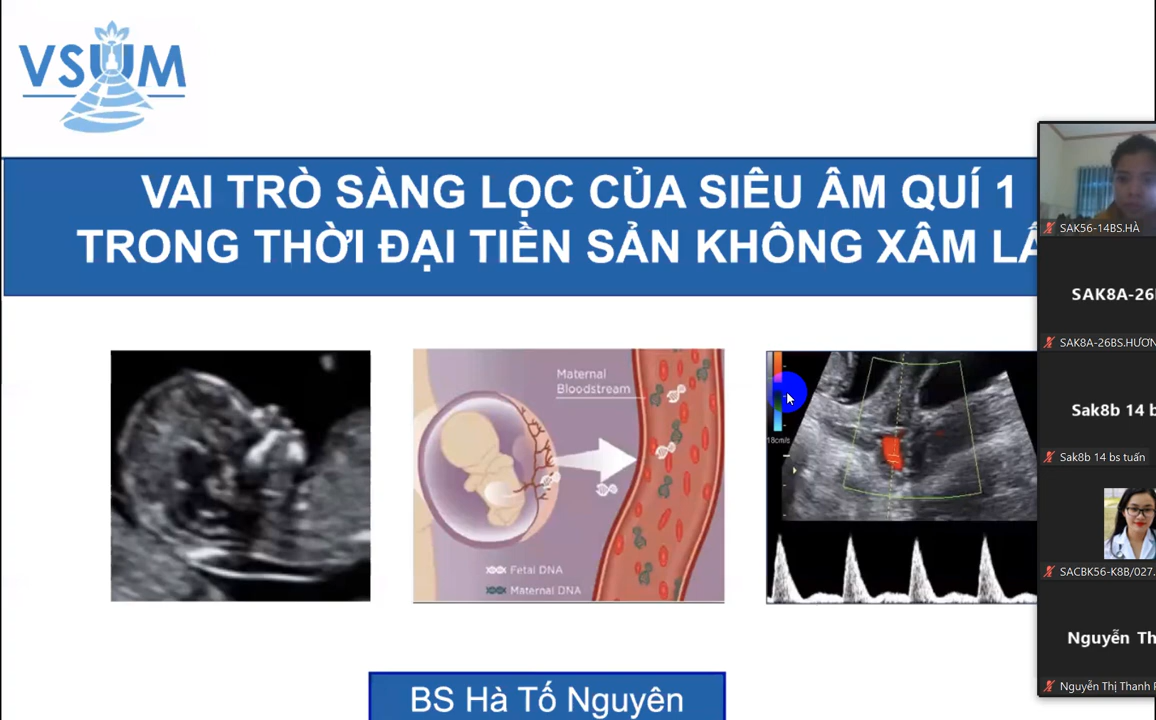 VSUM
VAI TRÒ SÀNG LỌC CỦA SIÊU ÂM QUÍ 1
TRONG THỜI ĐẠI TIỀN SẢN KHÔNG XÂM LẤ
Maternal
Bloodstream
Fetal DNA
Maternal DNA
18cm/s
BS Hà Tố Nguyên
SAK56-14BS.HÀ
SAK8A-26
SAK8A-26BS.HƯƠN
Sak8b 14 b
Sak8b 14 bs tuấn
SACBK56-K8B/027.
Nguyễn Th
Nguyễn Thị Thanh